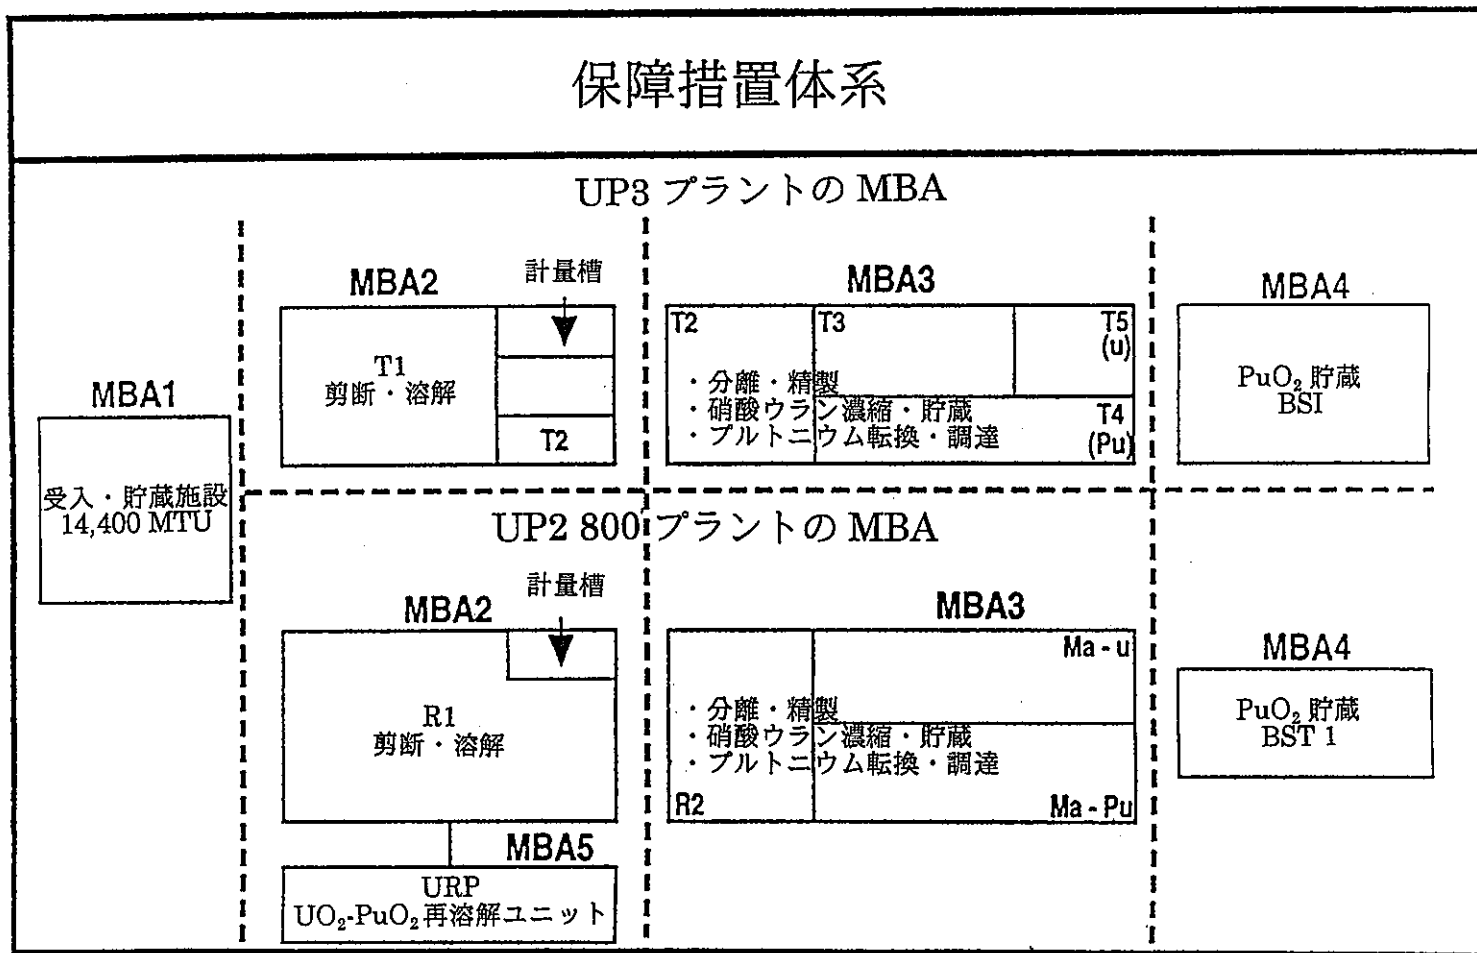 保障措置体系
UP3 プラントの MBA
MBA1
受入・貯蔵施設
14,400 MTU
MBA2
計量槽
T1
剪断・溶解
T2
MBA3
T2
T3
T5
(u)
・分離・精製
・硝酸ウラン濃縮・貯蔵
・プルトニウム転換・調達
T4
(Pu)
MBA4
PuO₂ 貯蔵
BSI
UP2 800 プラントの MBA
MBA2
計量槽
R1
剪断・溶解
MBA5
URP
UO₂-PuO₂ 再溶解ユニット
MBA3
Ma - u
・分離・精製
・硝酸ウラン濃縮・貯蔵
・プルトニウム転換・調達
R2
Ma - Pu
MBA4
PuO₂ 貯蔵
BST 1